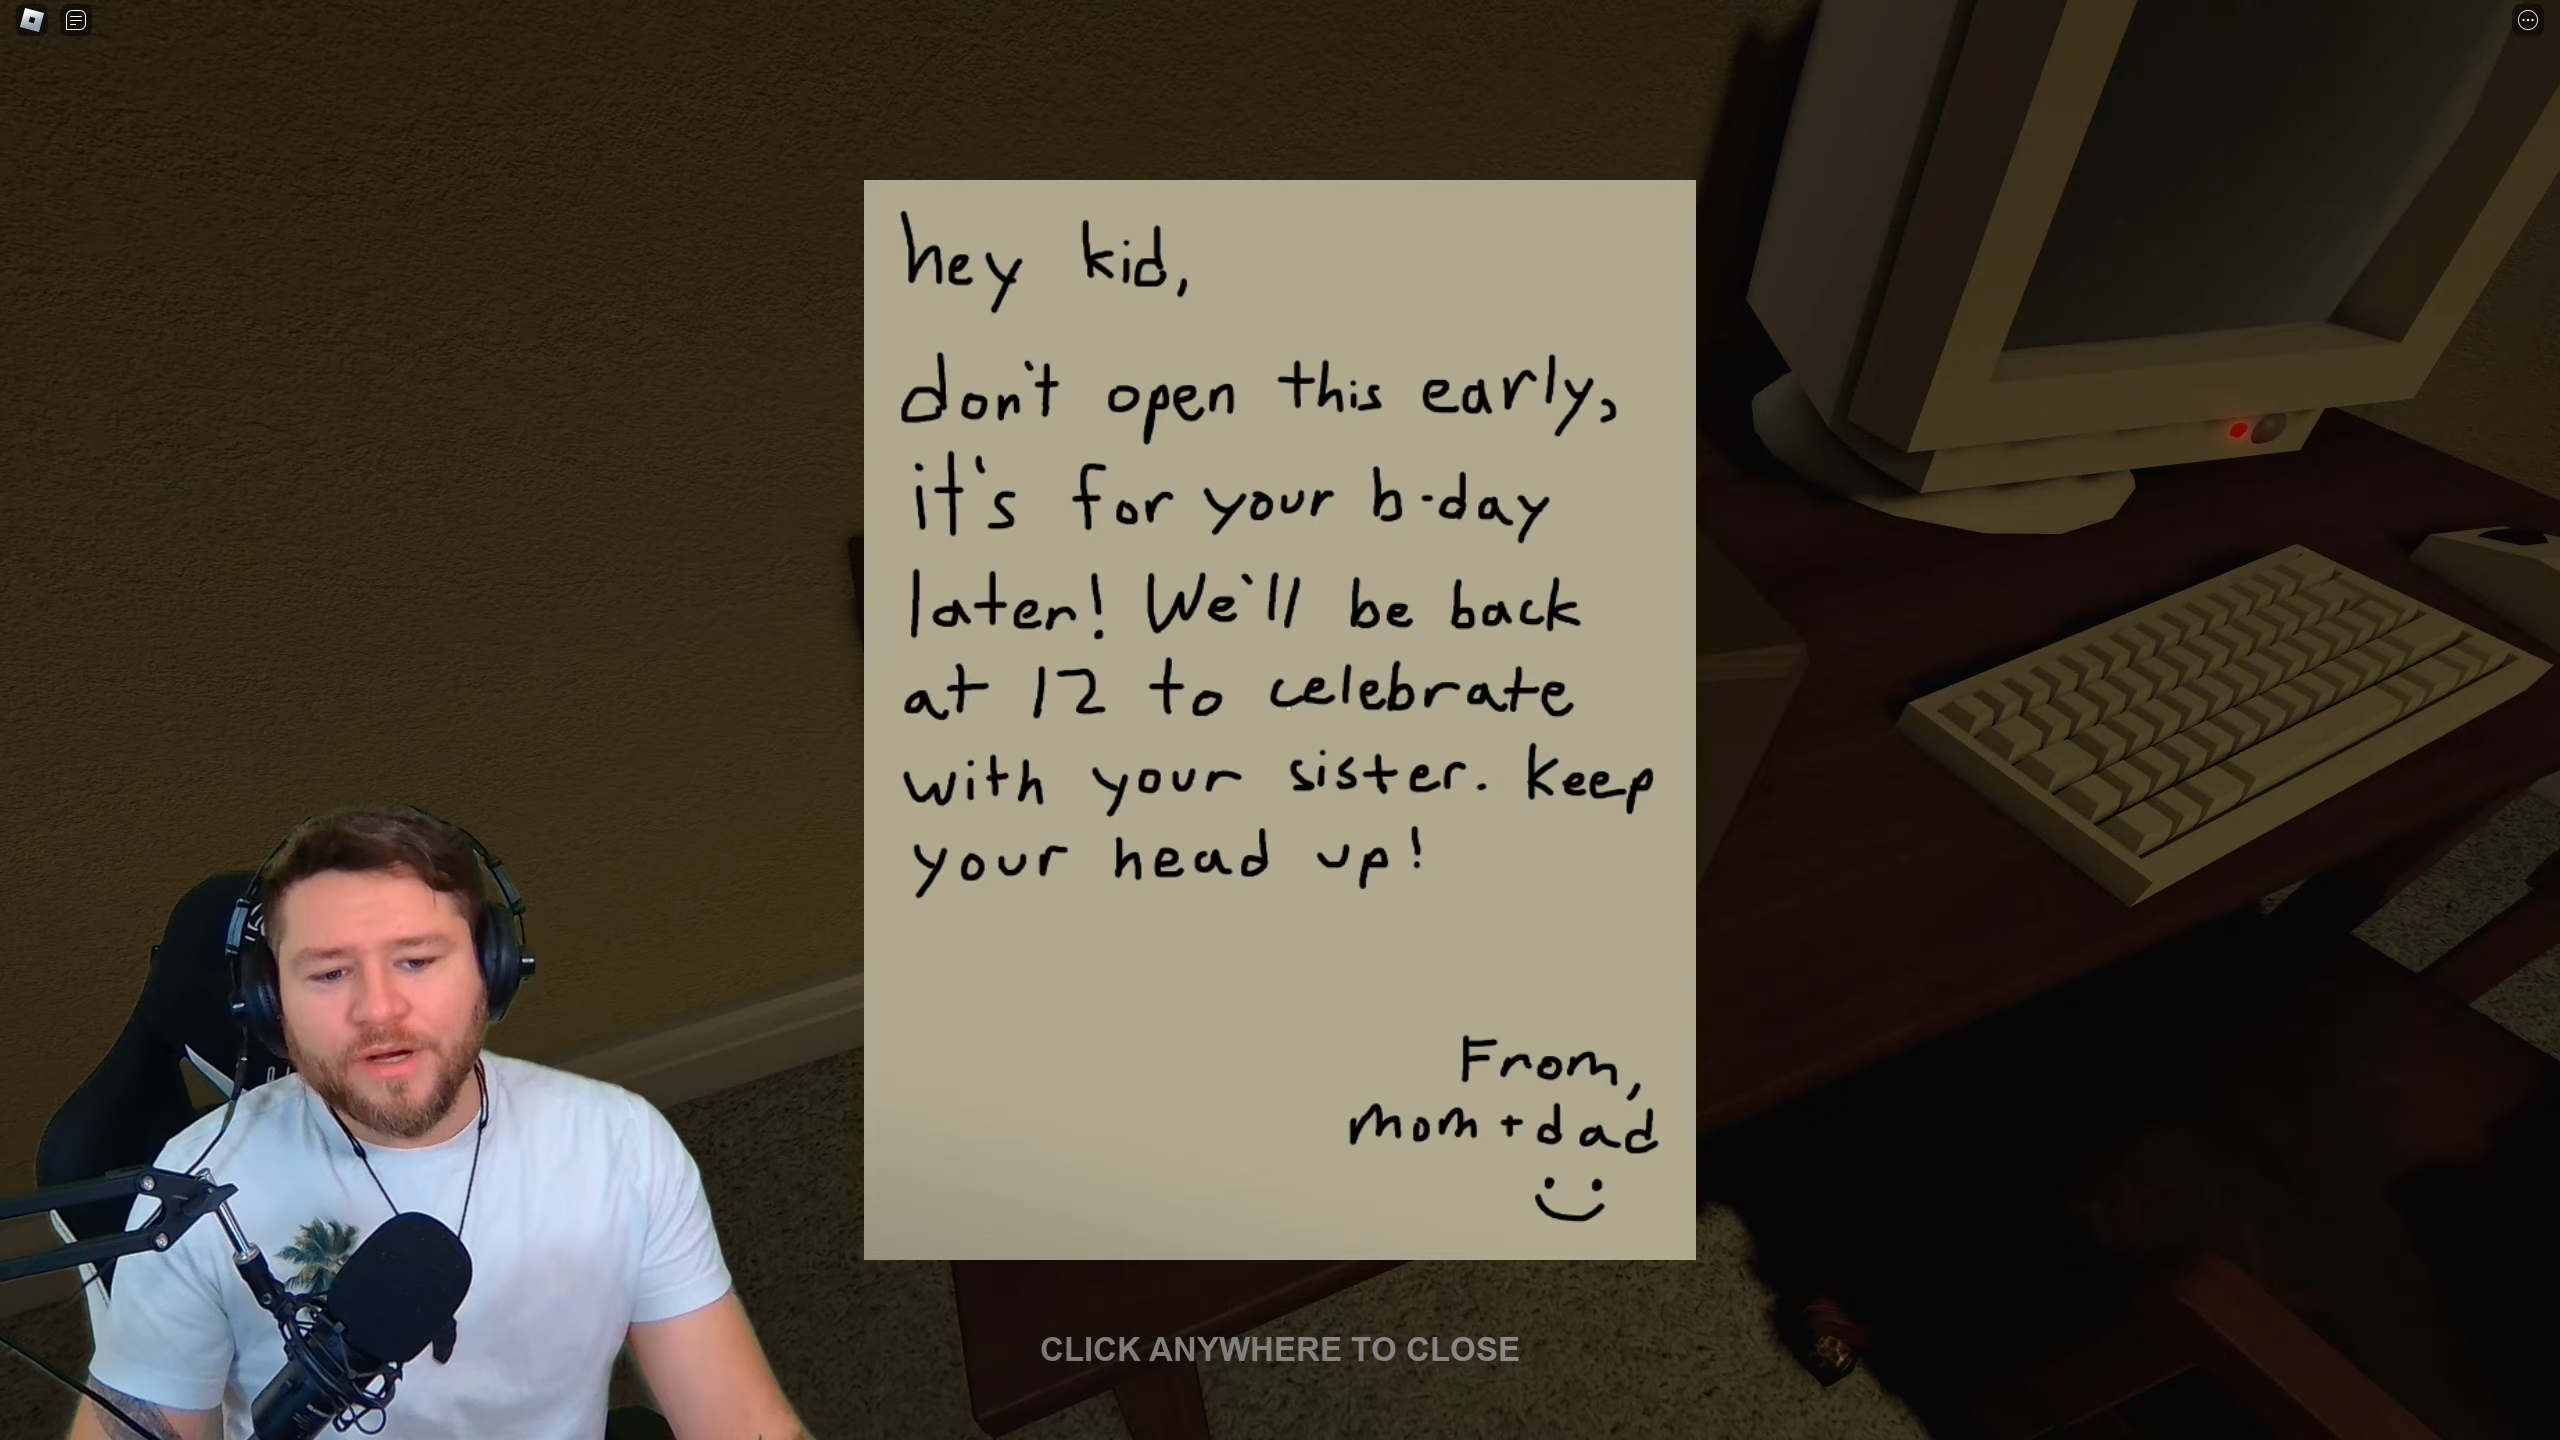 hey kid,
don't open this early,
it's for your b-day
later! We'll be back
at 12 to celebrate
with your sister. Keep
your head up!
From,
mom + dad
CLICK ANYWHERE TO CLOSE